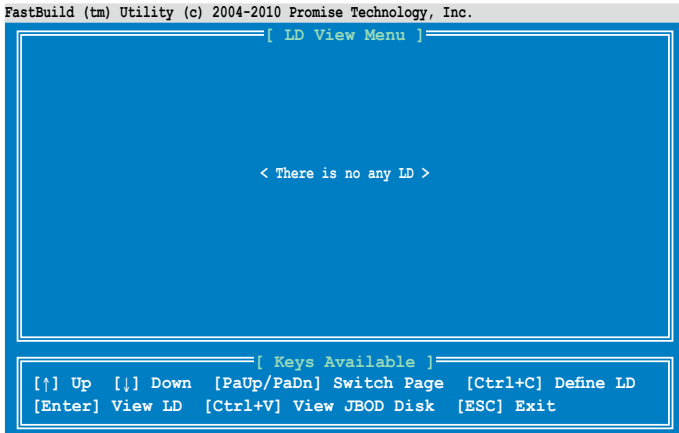 FastBuild (tm) Utility (c) 2004-2010 Promise Technology, Inc.
[ LD View Menu ]
< There is no any LD >
[ Keys Available ]
[↑] Up [↓] Down [PaUp/PaDn] Switch Page [Ctrl+C] Define LD
[Enter] View LD [Ctrl+V] View JBOD Disk [ESC] Exit